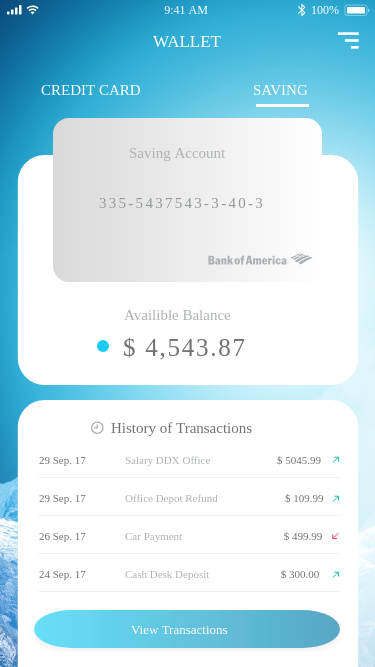 9:41 AM 100%
WALLET
CREDIT CARD SAVING
Saving Account
335-5437543-3-40-3
Bank of America
Availible Balance
$ 4,543.87
History of Transactions
29 Sep. 17 Salary DDX Office $ 5045.99
29 Sep. 17 Office Depot Refund $ 109.99
26 Sep. 17 Car Payment $ 499.99
24 Sep. 17 Cash Desk Deposit $ 300.00
View Transactions